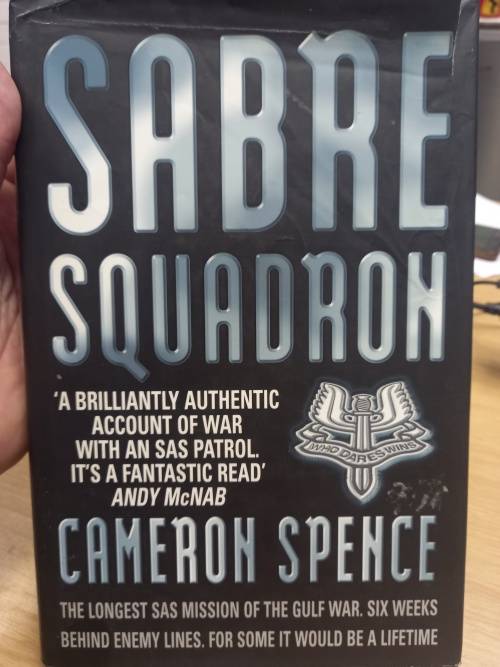 SABRE
SQUADRON
'A BRILLIANTLY AUTHENTIC
ACCOUNT OF WAR
WITH AN SAS PATROL.
IT'S A FANTASTIC READ'
ANDY McNAB
WHO DARES WINS
CAMERON SPENCE
THE LONGEST SAS MISSION OF THE GULF WAR. SIX WEEKS
BEHIND ENEMY LINES. FOR SOME IT WOULD BE A LIFETIME